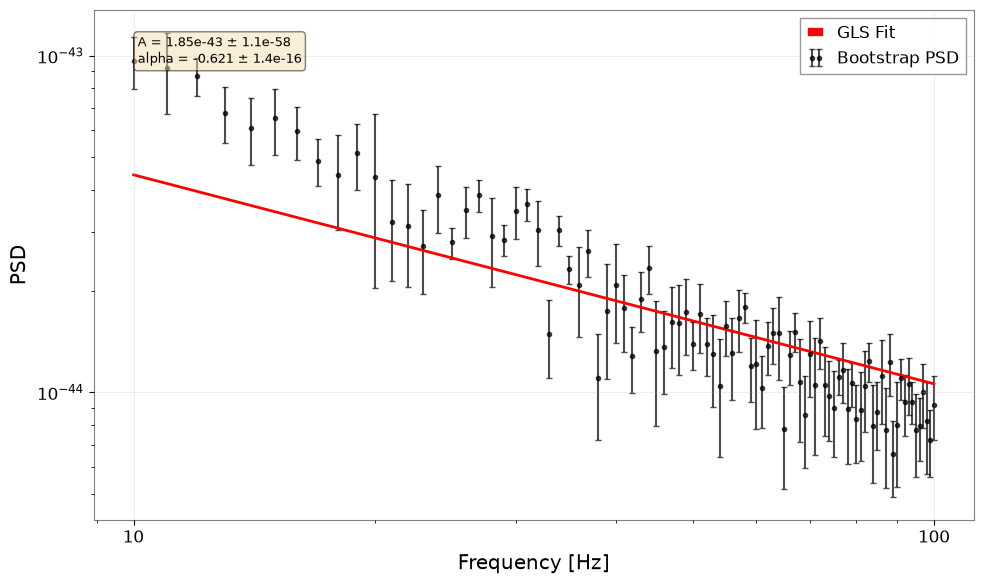 A = 1.85e-43 ± 1.1e-58
alpha = -0.621 ± 1.4e-16
GLS Fit
Bootstrap PSD
10⁻⁴³
10⁻⁴⁴
PSD
10
100
Frequency [Hz]